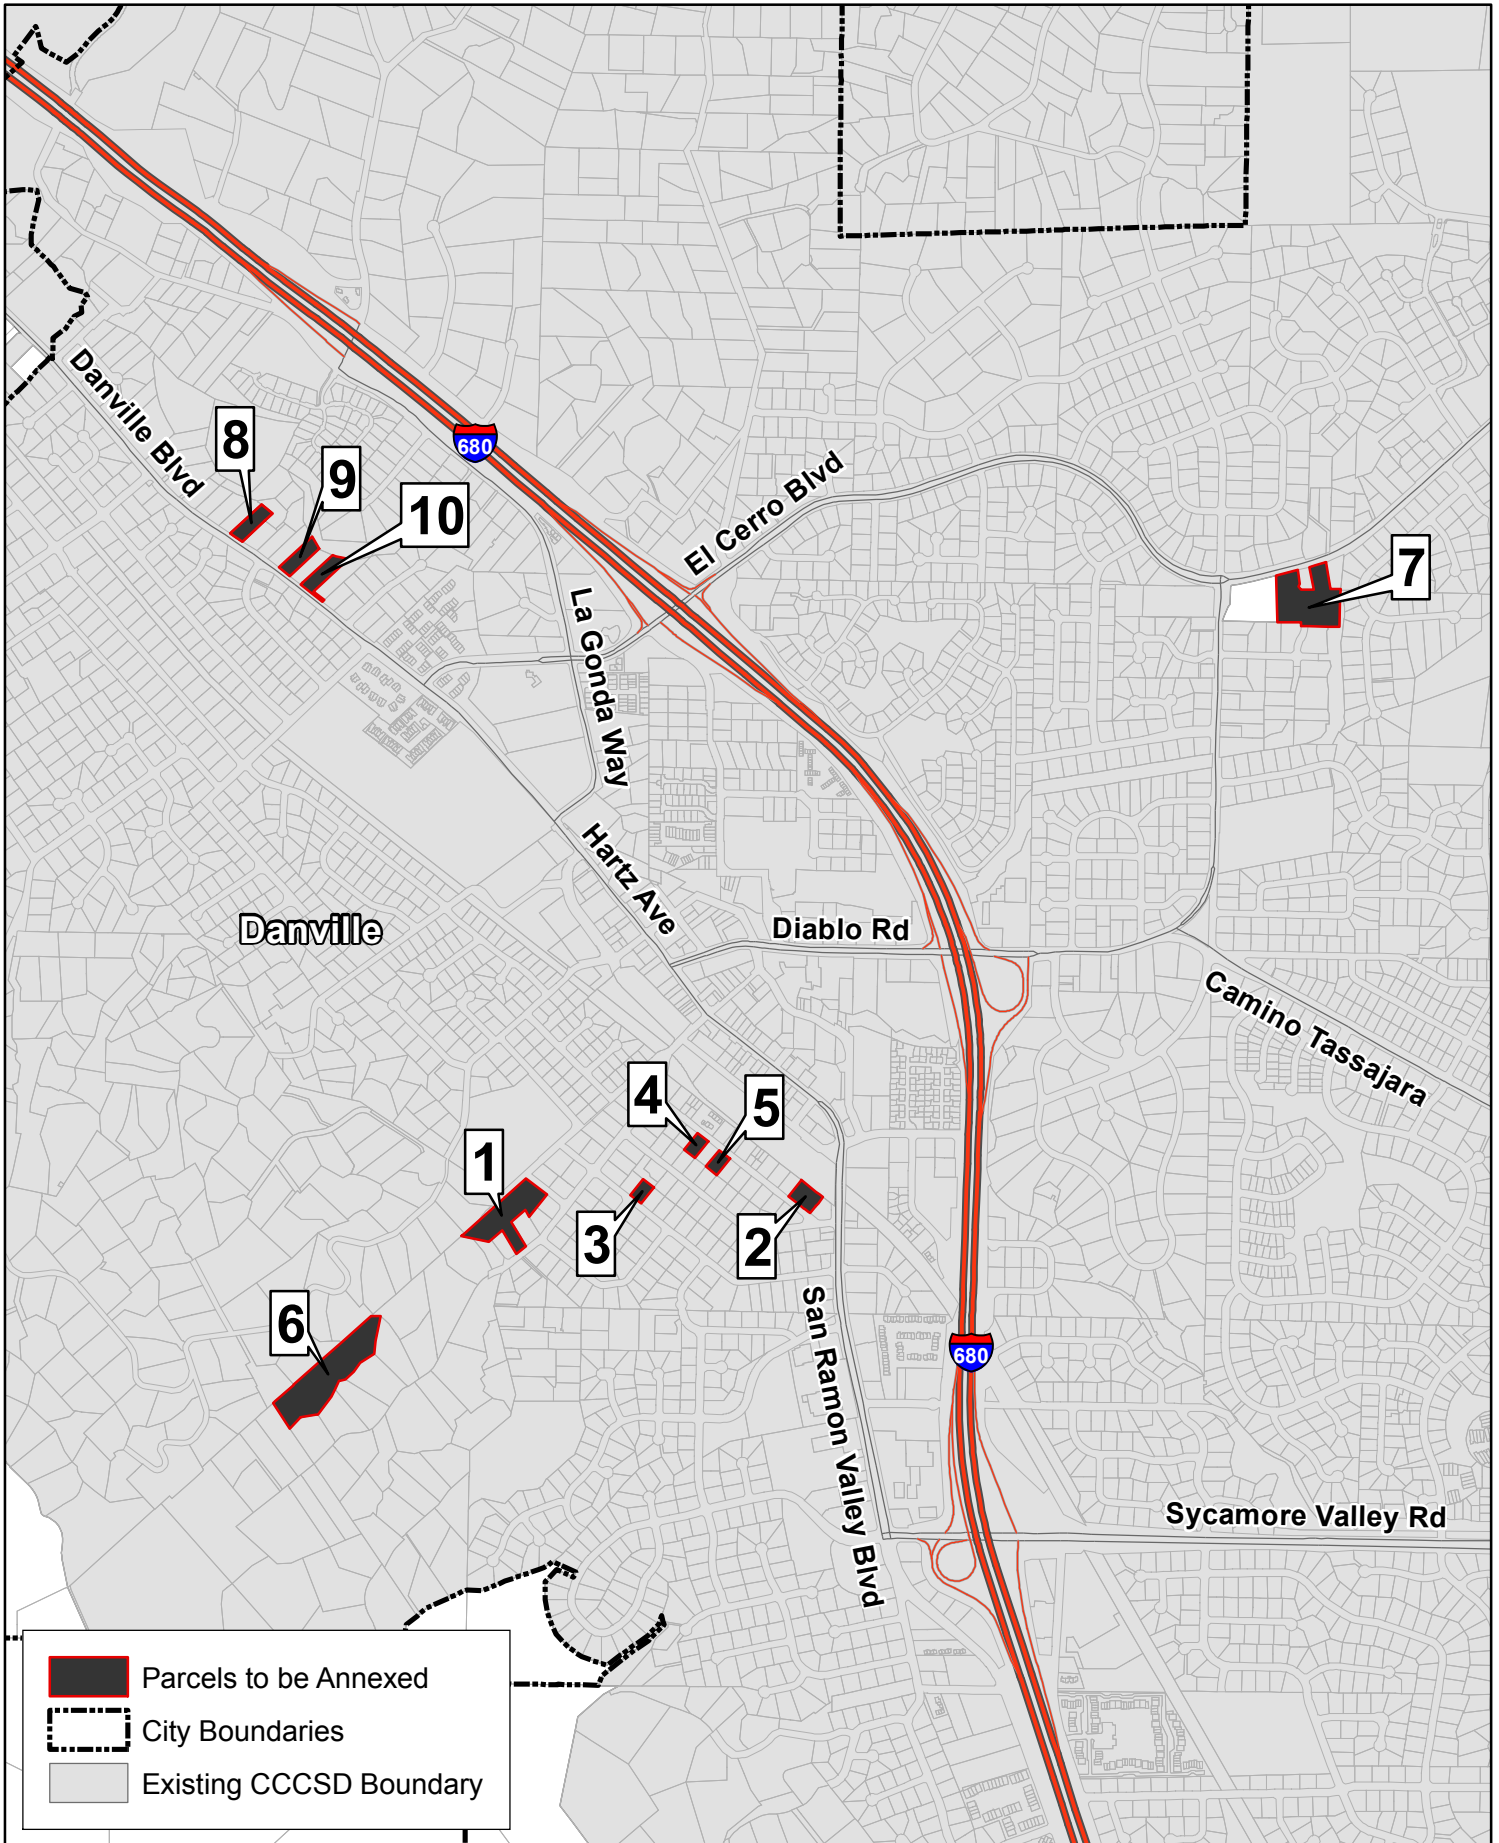 Danville Blvd
8
9
10
680
El Cerro Blvd
7
La Gonda Way
Hartz Ave
Danville
Diablo Rd
Camino Tassajara
4
5
1
3
2
6
San Ramon Valley Blvd
680
Sycamore Valley Rd
Parcels to be Annexed
City Boundaries
Existing CCCSD Boundary